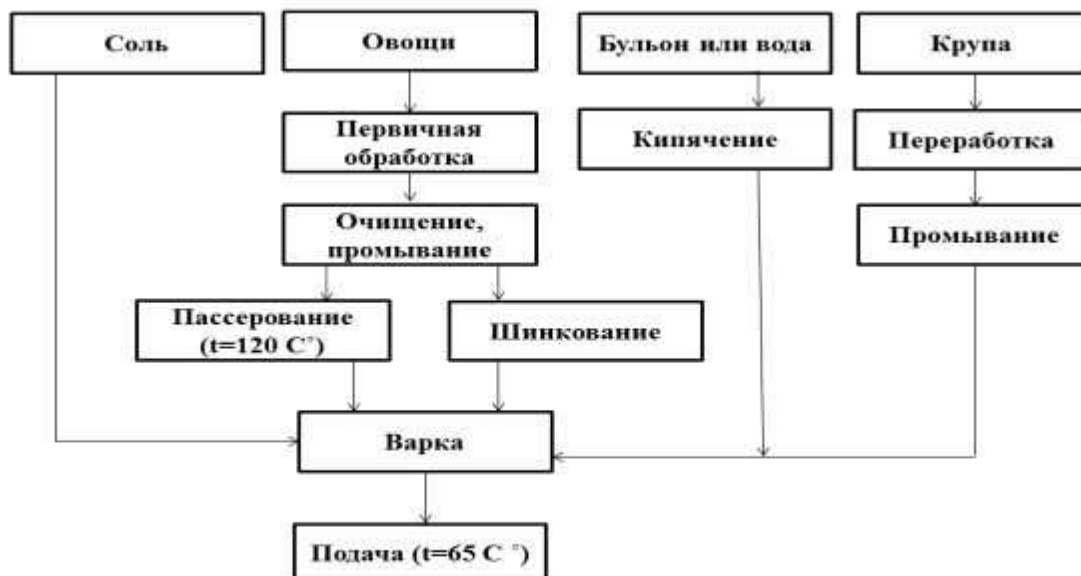 Соль
Овощи
Бульон или вода
Крупа
Первичная
обработка
Кипячение
Переработка
Очищение,
промывание
Промывание
Пассерование
(t=120 C˚)
Шинкование
Варка
Подача (t=65 C ˚)